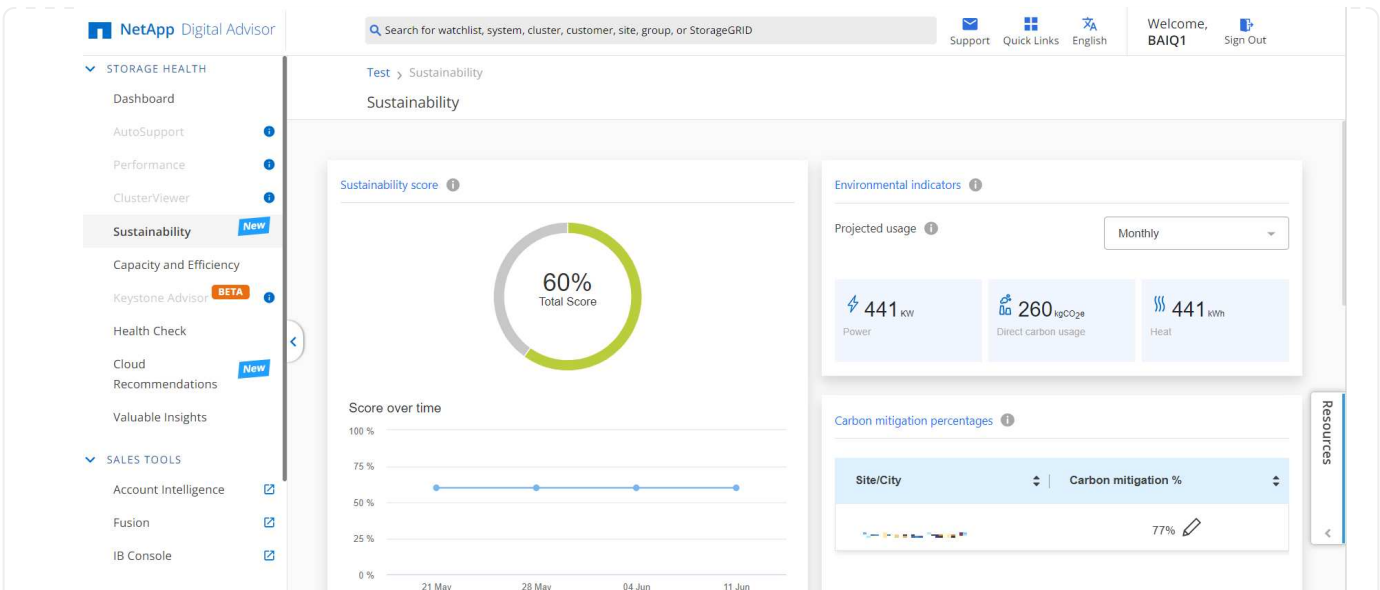 NetApp Digital Advisor
Search for watchlist, system, cluster, customer, site, group, or StorageGRID
Support
Quick Links
English
Welcome,
BAIQ1
Sign Out
STORAGE HEALTH
Dashboard
AutoSupport
Performance
ClusterViewer
Sustainability New
Capacity and Efficiency
Keystone Advisor BETA
Health Check
Cloud
Recommendations New
Valuable Insights
SALES TOOLS
Account Intelligence
Fusion
IB Console
Test > Sustainability
Sustainability
Sustainability score
60%
Total Score
Score over time
100 %
75 %
50 %
25 %
0 %
21 May 28 May 04 Jun 11 Jun
Environmental indicators
Projected usage
Monthly
441 KW
Power
260 kgCO2e
Direct carbon usage
441 kWh
Heat
Carbon mitigation percentages
Site/City Carbon mitigation %
77%
Resources